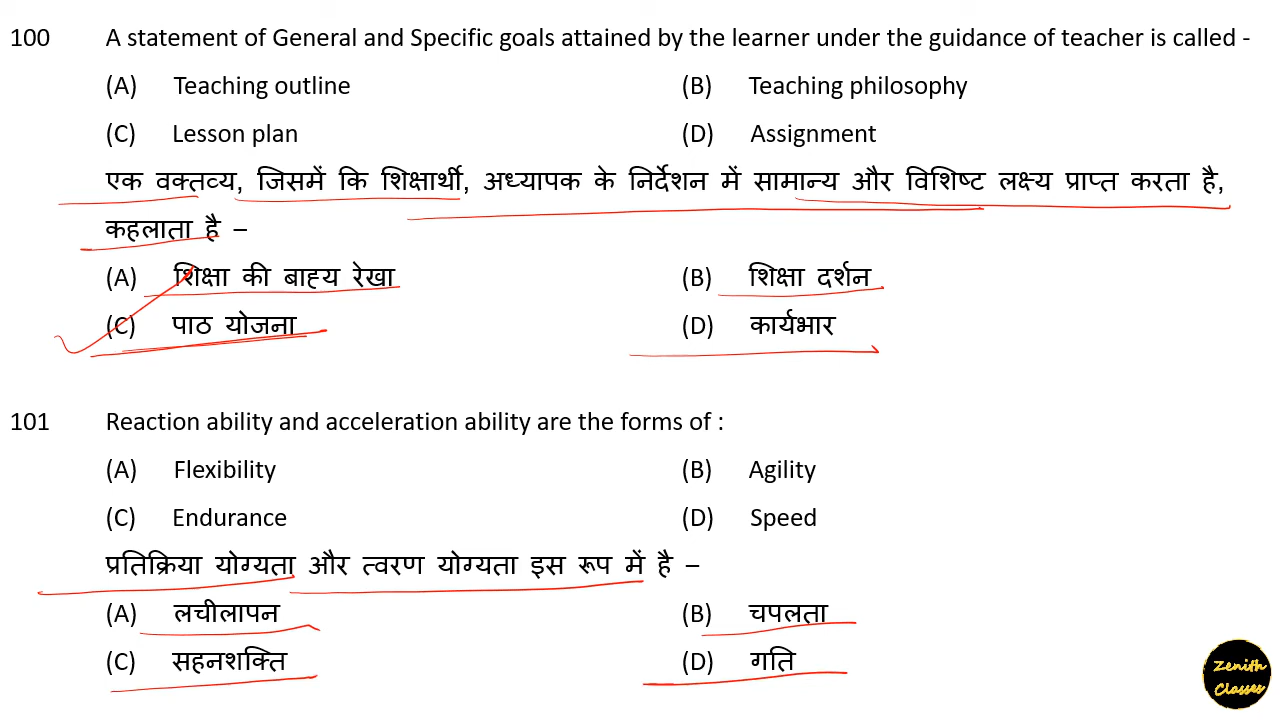 100 A statement of General and Specific goals attained by the learner under the guidance of teacher is called -
(A) Teaching outline (B) Teaching philosophy
(C) Lesson plan (D) Assignment
एक वक्तव्य, जिसमें कि शिक्षार्थी, अध्यापक के निर्देशन में सामान्य और विशिष्ट लक्ष्य प्राप्त करता है,
कहलाता है –
(A) शिक्षा की बाह्य रेखा (B) शिक्षा दर्शन
(C) पाठ योजना (D) कार्यभार
101 Reaction ability and acceleration ability are the forms of :
(A) Flexibility (B) Agility
(C) Endurance (D) Speed
प्रतिक्रिया योग्यता और त्वरण योग्यता इस रूप में है –
(A) लचीलापन (B) चपलता
(C) सहनशक्ति (D) गति
Zenith
Classes